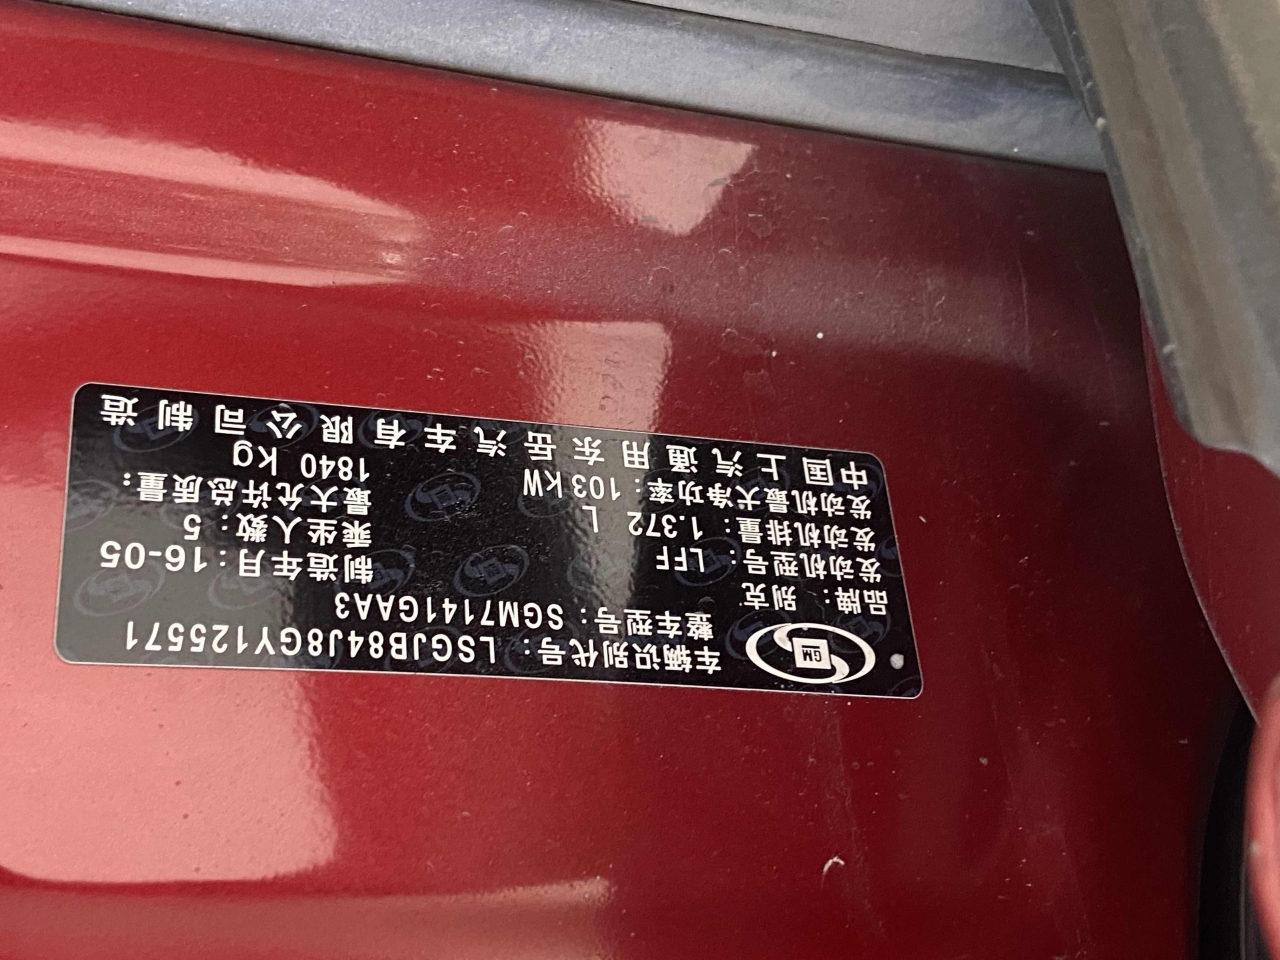 车辆识别代号：LSGJB84J8GY125571
整车型号：SGM7141GAA3
GM
品牌：别克
发动机型号：LFF
制造年月：16-05
发动机排量：1.372 L
乘坐人数：5
发动机最大净功率：103KW
最大允许总质量：
1840 Kg
中国上汽通用东岳汽车有限公司制造